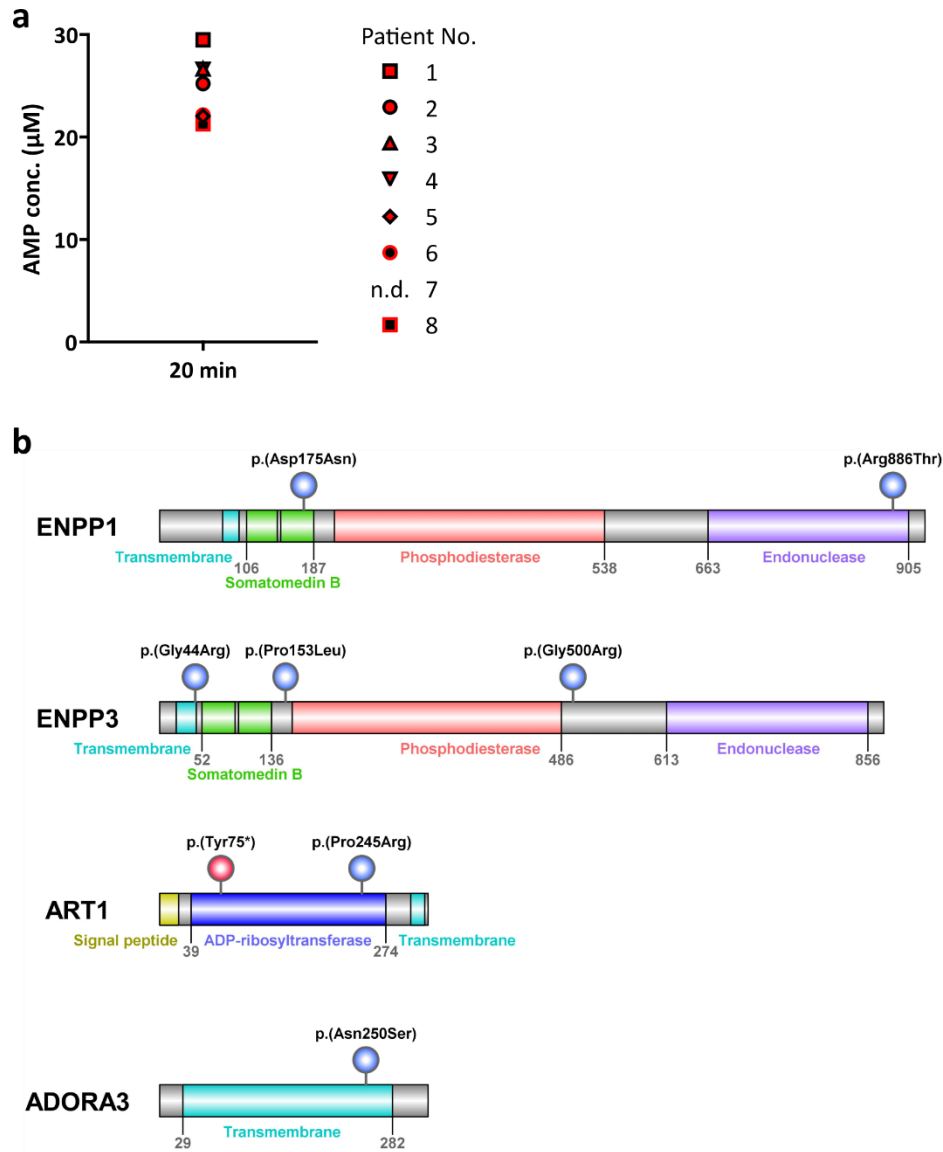 a
30
20
10
0
AMP conc. (µM)
20 min
Patient No.
1
2
3
4
5
6
n.d. 7
8
b
p.(Asp175Asn)
p.(Arg886Thr)
ENPP1
Transmembrane
Phosphodiesterase
Endonuclease
106
187
538
663
905
Somatomedin B
p.(Gly44Arg)
p.(Pro153Leu)
p.(Gly500Arg)
ENPP3
Transmembrane
Phosphodiesterase
Endonuclease
52
136
486
613
856
Somatomedin B
p.(Tyr75*)
p.(Pro245Arg)
ART1
Signal peptide
ADP-ribosyltransferase
Transmembrane
39
274
p.(Asn250Ser)
ADORA3
Transmembrane
29
282